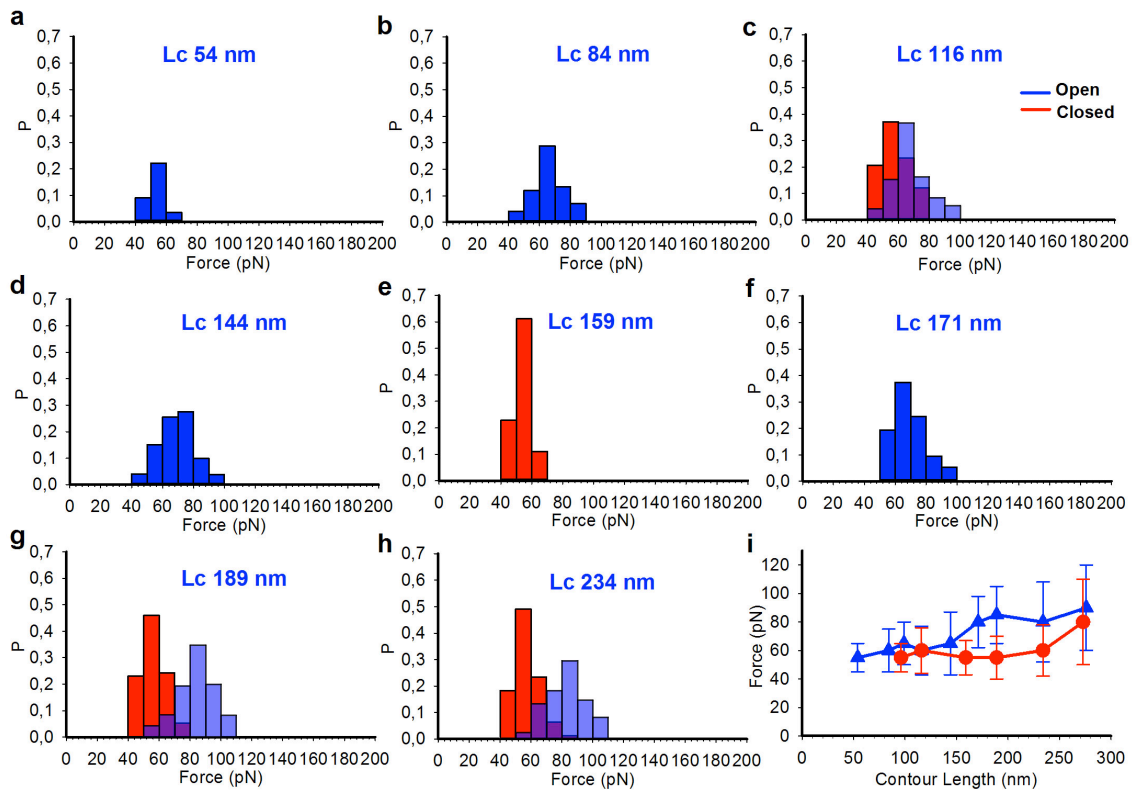 a
0,7
0,6
0,5
0,4
0,3
0,2
0,1
0,0
P
Lc 54 nm
0 20 40 60 80 100 120 140 160 180 200
Force (pN)
b
0,7
0,6
0,5
0,4
0,3
0,2
0,1
0,0
P
Lc 84 nm
0 20 40 60 80 100 120 140 160 180 200
Force (pN)
c
0,7
0,6
0,5
0,4
0,3
0,2
0,1
0,0
P
Lc 116 nm
Open
Closed
0 20 40 60 80 100 120 140 160 180 200
Force (pN)
d
0,7
0,6
0,5
0,4
0,3
0,2
0,1
0,0
P
Lc 144 nm
0 20 40 60 80 100 120 140 160 180 200
Force (pN)
e
0,7
0,6
0,5
0,4
0,3
0,2
0,1
0,0
P
Lc 159 nm
0 20 40 60 80 100 120 140 160 180 200
Force (pN)
f
0,7
0,6
0,5
0,4
0,3
0,2
0,1
0,0
P
Lc 171 nm
0 20 40 60 80 100 120 140 160 180 200
Force (pN)
g
0,7
0,6
0,5
0,4
0,3
0,2
0,1
0,0
P
Lc 189 nm
0 20 40 60 80 100 120 140 160 180 200
Force (pN)
h
0,7
0,6
0,5
0,4
0,3
0,2
0,1
0,0
P
Lc 234 nm
0 20 40 60 80 100 120 140 160 180 200
Force (pN)
i
120
100
80
60
40
20
0
Force (pN)
0 50 100 150 200 250 300
Contour Length (nm)